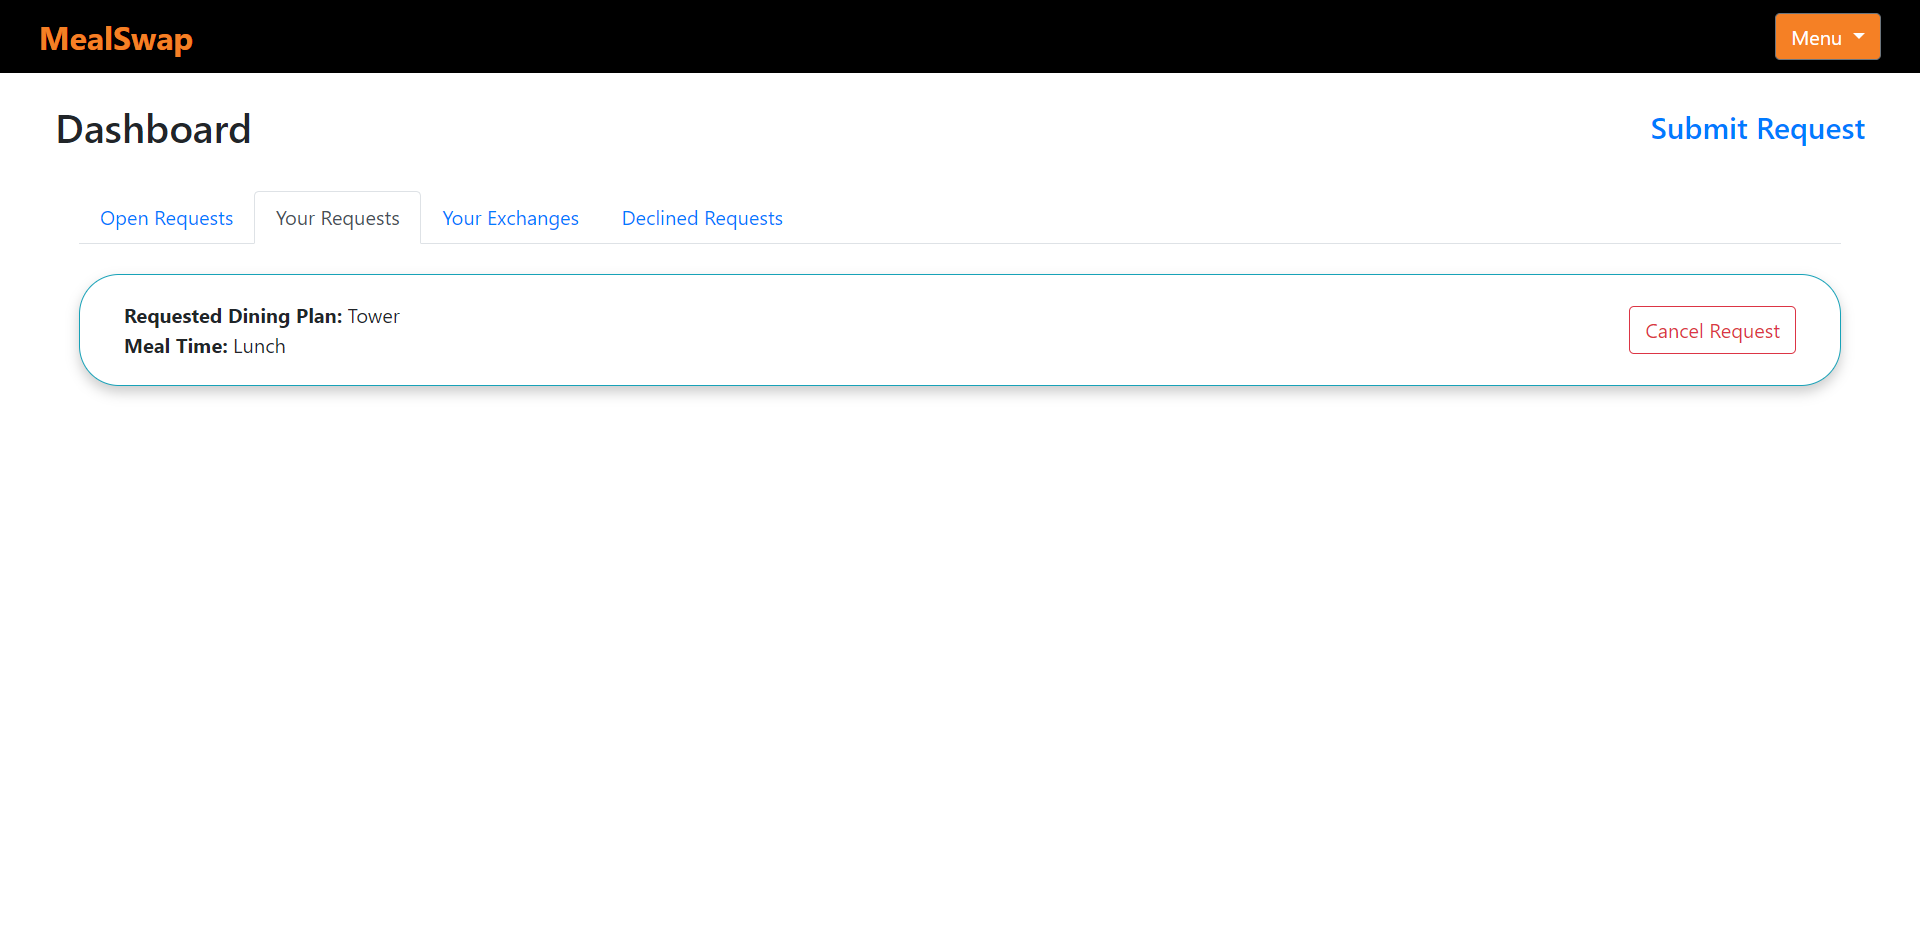 MealSwap
Menu
Dashboard
Submit Request
Open Requests
Your Requests
Your Exchanges
Declined Requests
Requested Dining Plan: Tower
Meal Time: Lunch
Cancel Request